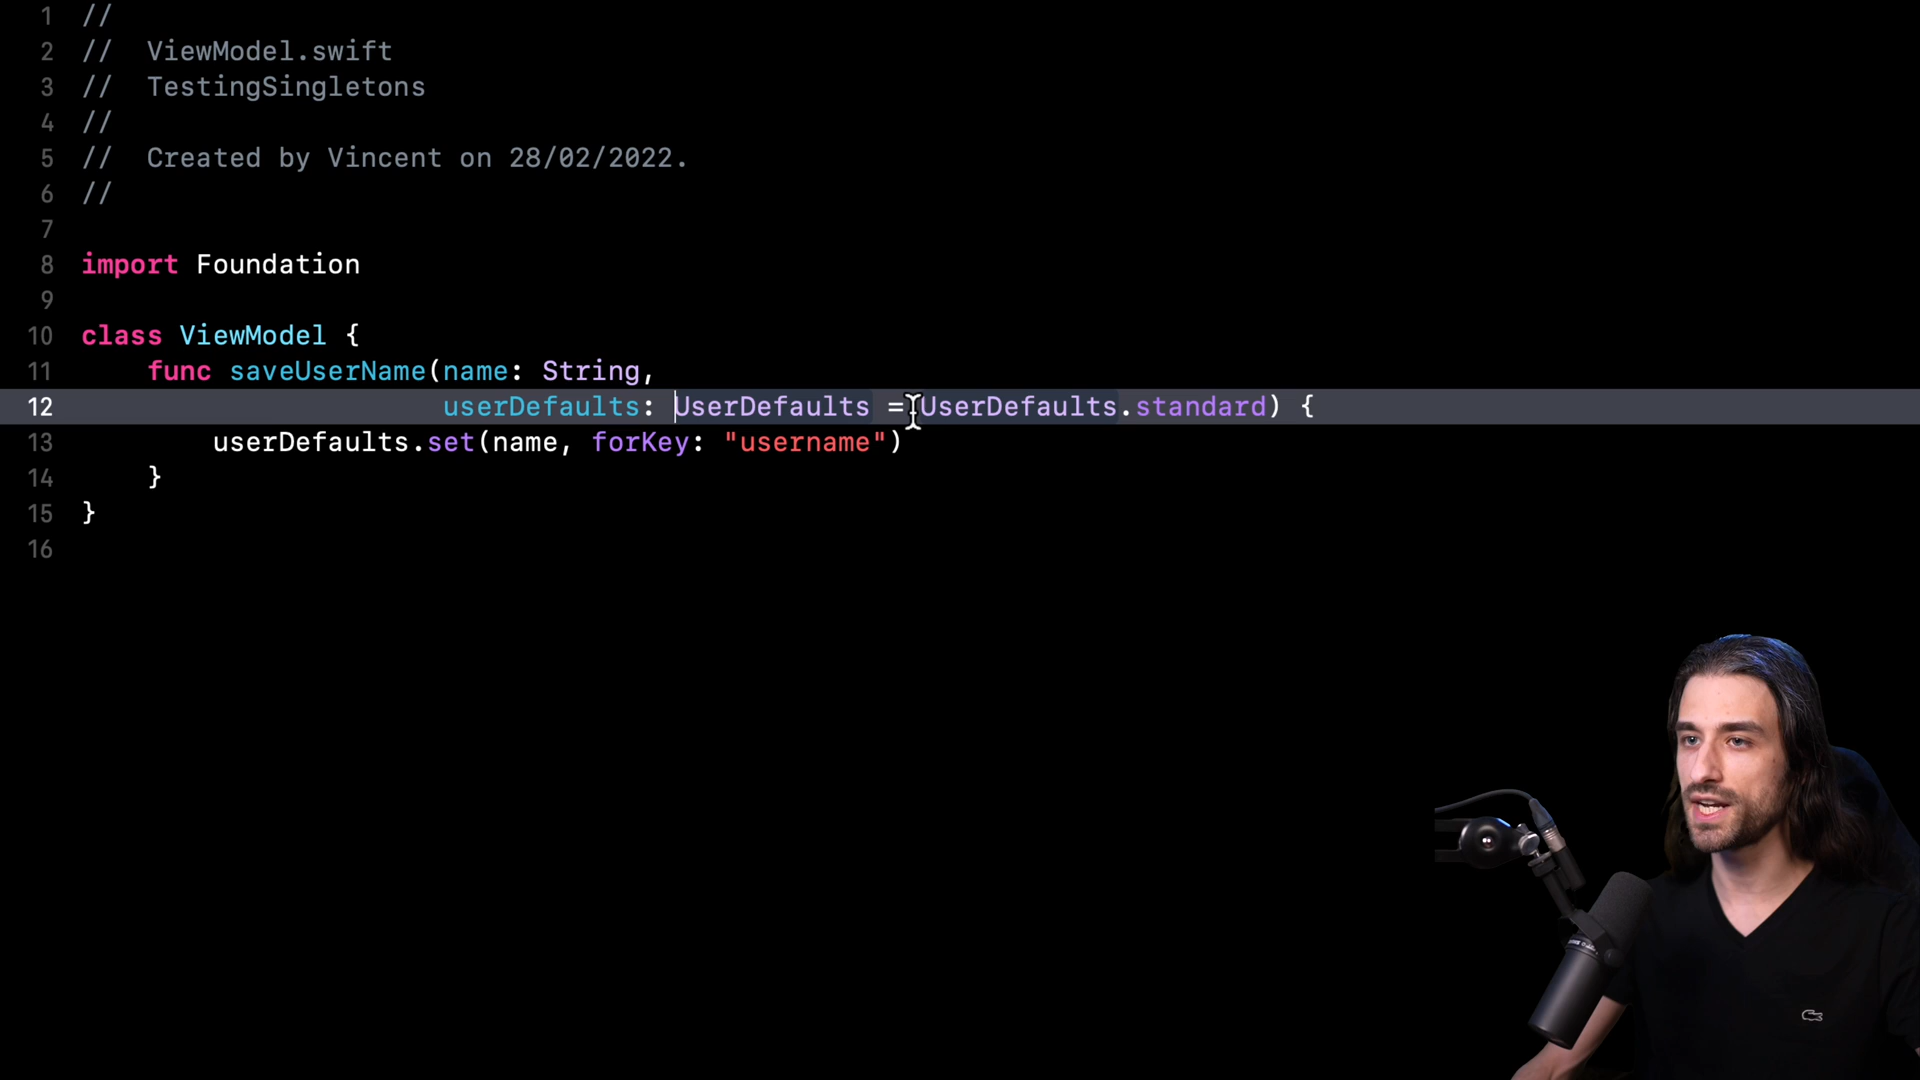 1 //
2 //  ViewModel.swift
3 //  TestingSingletons
4 //
5 //  Created by Vincent on 28/02/2022.
6 //
7
8 import Foundation
9
10 class ViewModel {
11     func saveUserName(name: String,
12                       userDefaults: UserDefaults = UserDefaults.standard) {
13         userDefaults.set(name, forKey: "username")
14     }
15 }
16